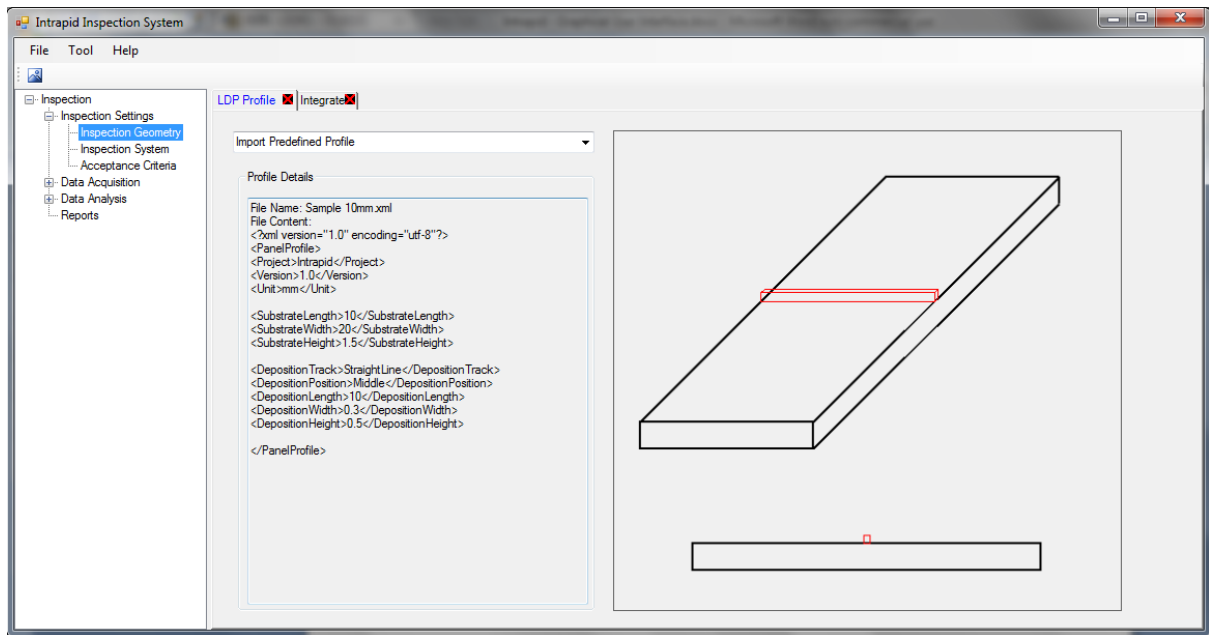 Intrapid Inspection System
File Tool Help
Inspection
Inspection Settings
Inspection Geometry
Inspection System
Acceptance Criteria
Data Acquisition
Data Analysis
Reports
LDP Profile Integrate
Import Predefined Profile
Profile Details
File Name: Sample 10mm.xml
File Content:
<?xml version="1.0" encoding="utf-8"?>
<PanelProfile>
<Project>Intrapid</Project>
<Version>1.0</Version>
<Unit>mm</Unit>
<SubstrateLength>10</SubstrateLength>
<SubstrateWidth>20</SubstrateWidth>
<SubstrateHeight>1.5</SubstrateHeight>
<DepositionTrack>StraightLine</DepositionTrack>
<DepositionPosition>Middle</DepositionPosition>
<DepositionLength>10</DepositionLength>
<DepositionWidth>0.3</DepositionWidth>
<DepositionHeight>0.5</DepositionHeight>
</PanelProfile>